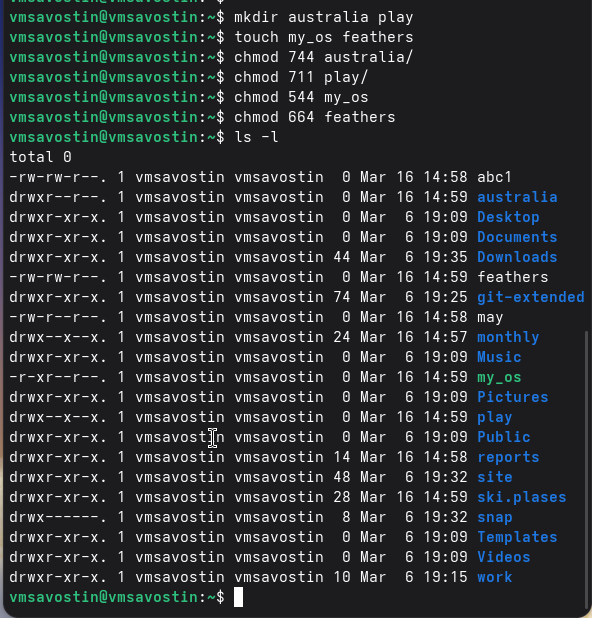 vmsavostin@vmsavostin:~$ mkdir australia play
vmsavostin@vmsavostin:~$ touch my_os feathers
vmsavostin@vmsavostin:~$ chmod 744 australia/
vmsavostin@vmsavostin:~$ chmod 711 play/
vmsavostin@vmsavostin:~$ chmod 544 my_os
vmsavostin@vmsavostin:~$ chmod 664 feathers
vmsavostin@vmsavostin:~$ ls -l
total 0
-rw-rw-r--. 1 vmsavostin vmsavostin  0 Mar 16 14:58 abc1
drwxr--r--. 1 vmsavostin vmsavostin  0 Mar 16 14:59 australia
drwxr-xr-x. 1 vmsavostin vmsavostin  0 Mar  6 19:09 Desktop
drwxr-xr-x. 1 vmsavostin vmsavostin  0 Mar  6 19:09 Documents
drwxr-xr-x. 1 vmsavostin vmsavostin 44 Mar  6 19:35 Downloads
-rw-rw-r--. 1 vmsavostin vmsavostin  0 Mar 16 14:59 feathers
drwxr-xr-x. 1 vmsavostin vmsavostin 74 Mar  6 19:25 git-extended
-rw-r--r--. 1 vmsavostin vmsavostin  0 Mar 16 14:58 may
drwx--x--x. 1 vmsavostin vmsavostin 24 Mar 16 14:57 monthly
drwxr-xr-x. 1 vmsavostin vmsavostin  0 Mar  6 19:09 Music
-r-xr--r--. 1 vmsavostin vmsavostin  0 Mar 16 14:59 my_os
drwxr-xr-x. 1 vmsavostin vmsavostin  0 Mar  6 19:09 Pictures
drwx--x--x. 1 vmsavostin vmsavostin  0 Mar 16 14:59 play
drwxr-xr-x. 1 vmsavostin vmsavostin  0 Mar  6 19:09 Public
drwxr-xr-x. 1 vmsavostin vmsavostin 14 Mar 16 14:58 reports
drwxr-xr-x. 1 vmsavostin vmsavostin 48 Mar  6 19:32 site
drwxr-xr-x. 1 vmsavostin vmsavostin 28 Mar 16 14:59 ski.plases
drwx------. 1 vmsavostin vmsavostin  8 Mar  6 19:32 snap
drwxr-xr-x. 1 vmsavostin vmsavostin  0 Mar  6 19:09 Templates
drwxr-xr-x. 1 vmsavostin vmsavostin  0 Mar  6 19:09 Videos
drwxr-xr-x. 1 vmsavostin vmsavostin 10 Mar  6 19:15 work
vmsavostin@vmsavostin:~$